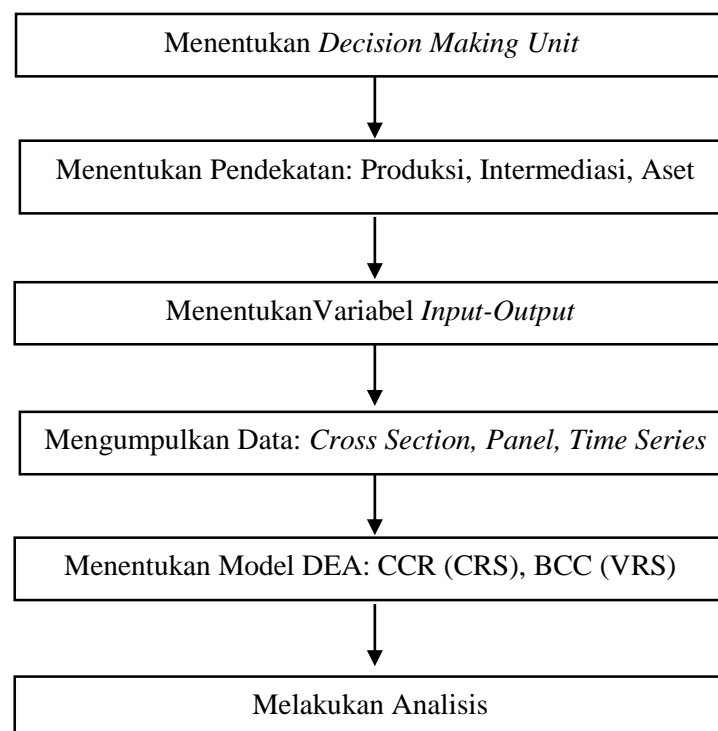 Menentukan Decision Making Unit
Menentukan Pendekatan: Produksi, Intermediasi, Aset
MenentukanVariabel Input-Output
Mengumpulkan Data: Cross Section, Panel, Time Series
Menentukan Model DEA: CCR (CRS), BCC (VRS)
Melakukan Analisis